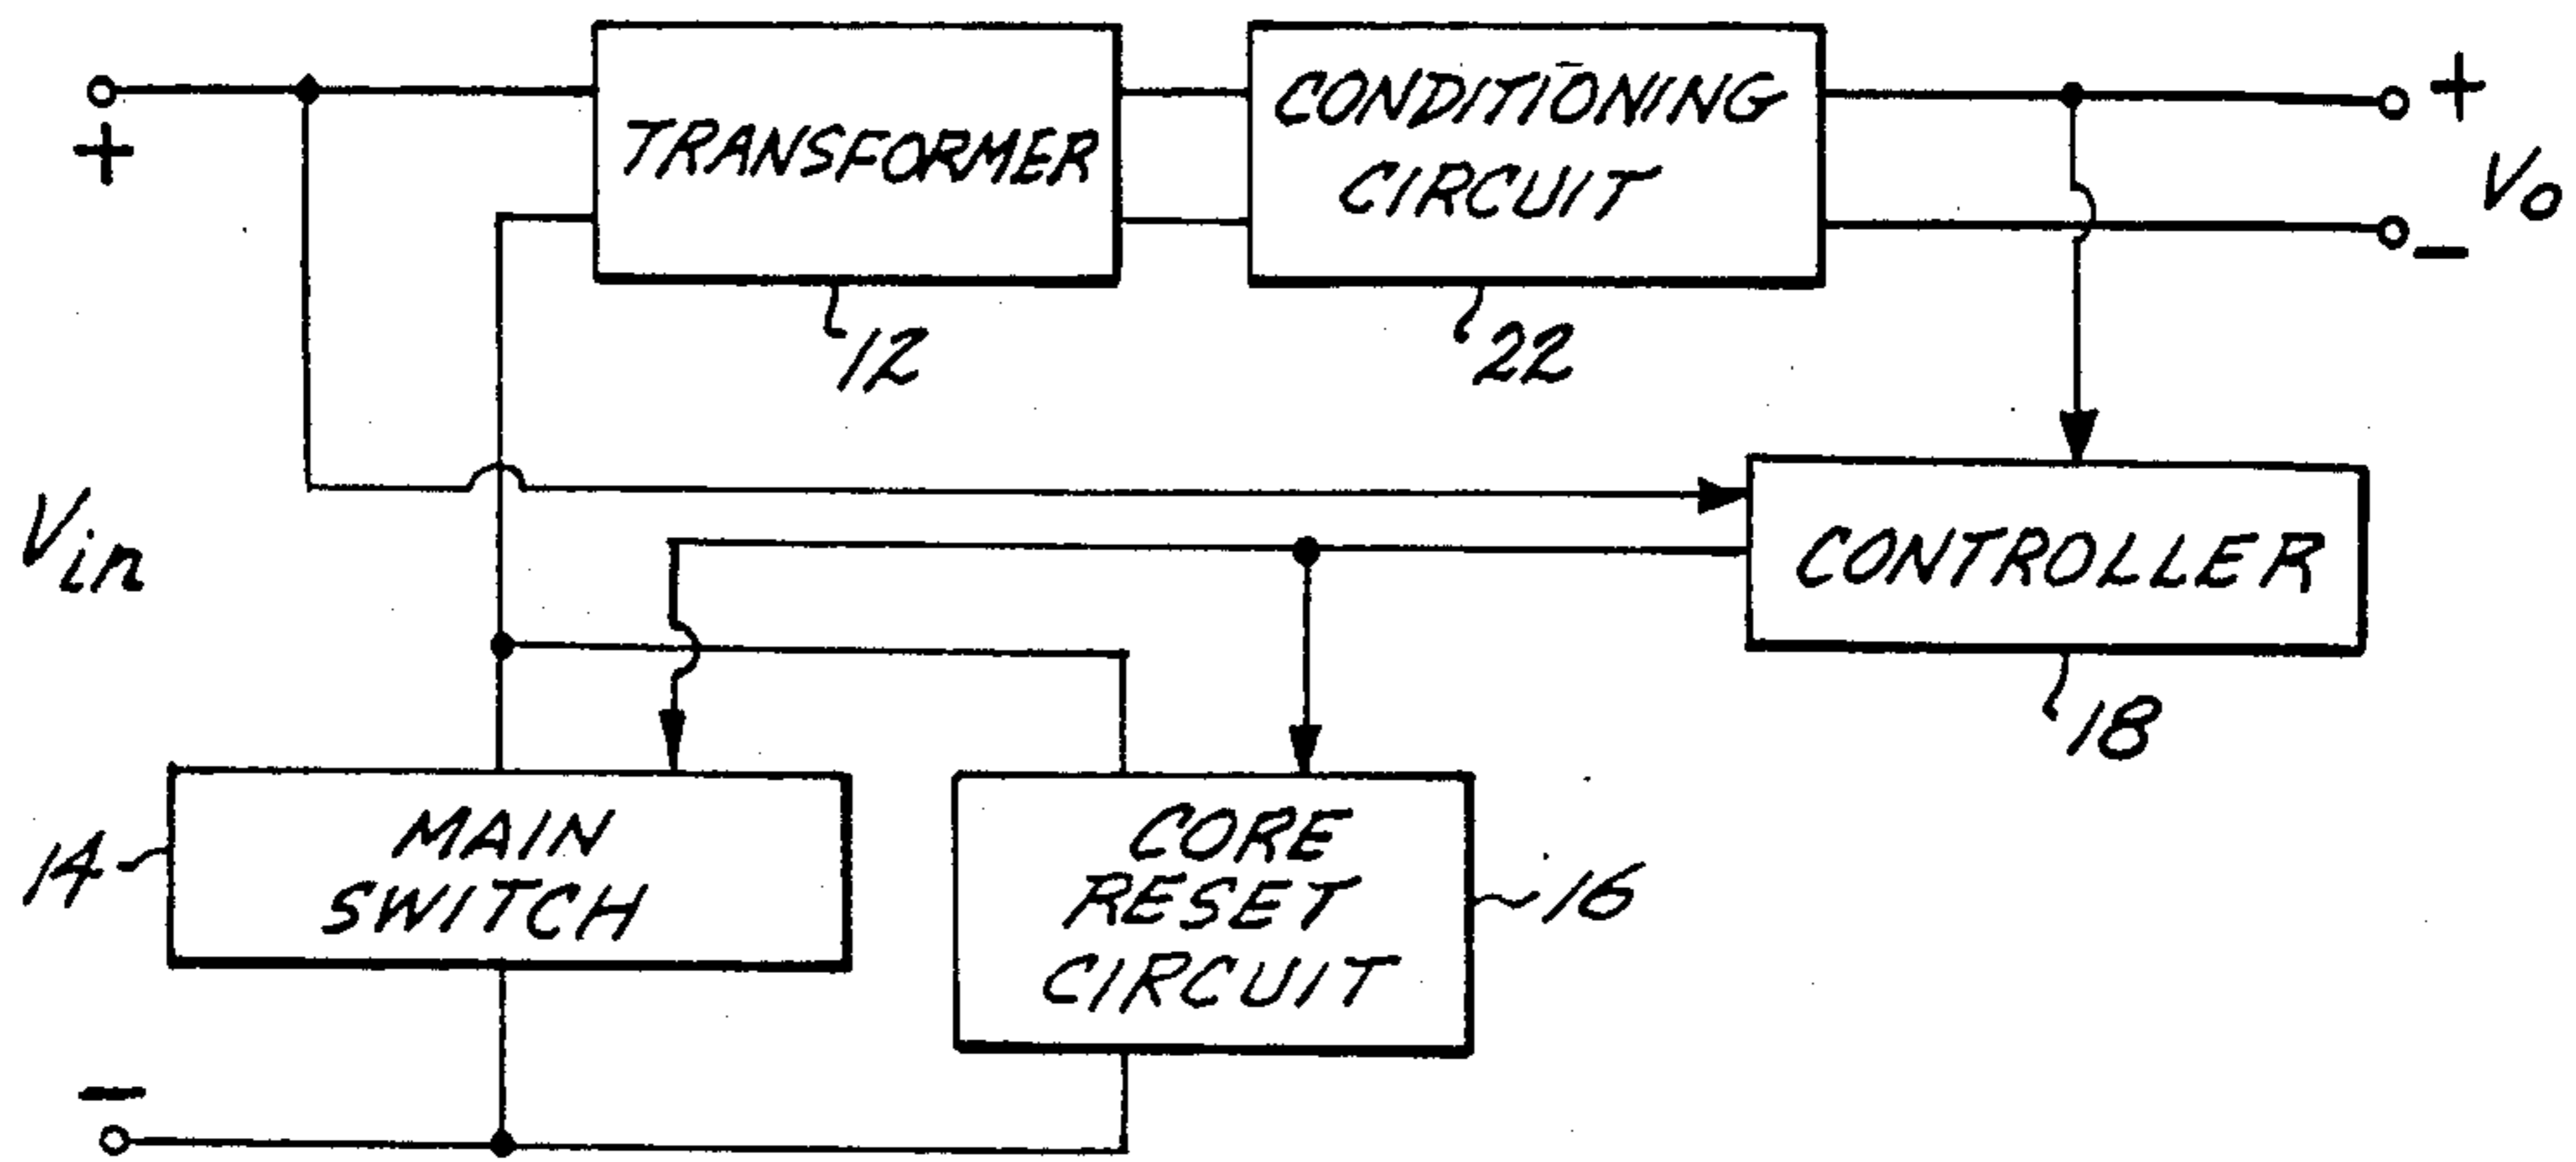 TRANSFORMER
12
CONDITIONING
CIRCUIT
22
+
+
Vo
-
Vin
CONTROLLER
18
MAIN
SWITCH
14
CORE
RESET
CIRCUIT
16
-